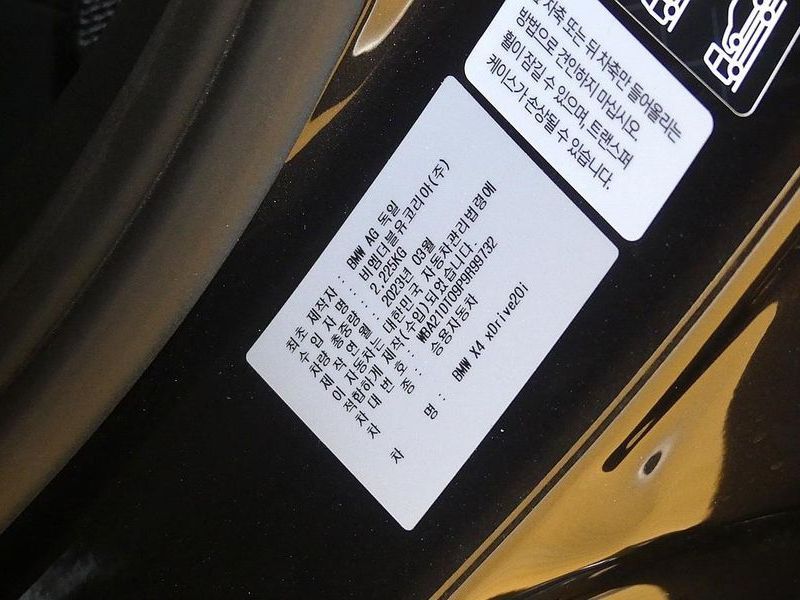 차축 또는 뒤 차축만 들어올리는
방법으로 견인하지 마십시오.
휠이 잠길 수 있으며, 트랜스퍼
케이스가 손상될 수 있습니다.
최초 제작자 : BMW AG 독일
수 입 자 명 : 비엠더블유코리아(주)
차량 총중량 : 2,225KG
제 작 연 월 : 2023년 03월
이 자동차는 대한민국 자동차관리법령에
적합하게 제작(수입)되었습니다.
차 대 번 호 : WBA21DT09P9R99732
차 종 : 승용자동차
차 명 : BMW X4 xDrive20i